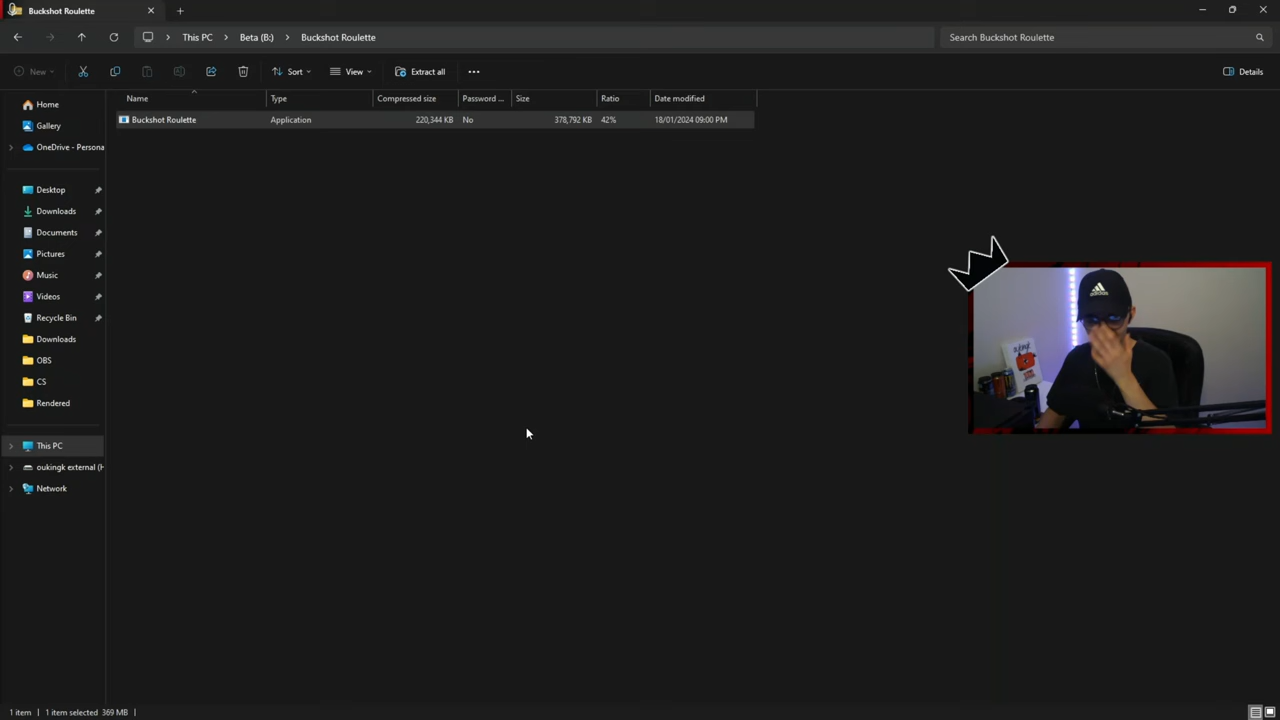 Buckshot Roulette
This PC > Beta (B:) > Buckshot Roulette
Search Buckshot Roulette
New
Sort
View
Extract all
Details
Name Type Compressed size Password ... Size Ratio Date modified
Buckshot Roulette Application 220,344 KB No 378,792 KB 42% 18/01/2024 09:00 PM
Home
Gallery
OneDrive - Persona
Desktop
Downloads
Documents
Pictures
Music
Videos
Recycle Bin
Downloads
OBS
CS
Rendered
This PC
oukingk external (H
Network
adidas
oukingk
1 item 1 item selected 369 MB